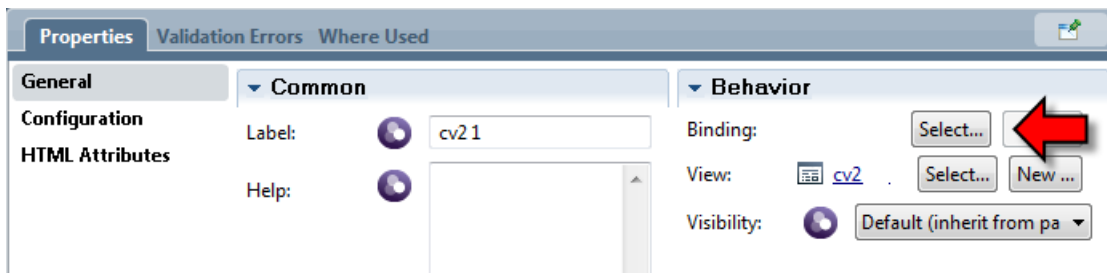 Properties Validation Errors Where Used
General
Configuration
HTML Attributes
Common
Label: cv2 1
Help:
Behavior
Binding: Select...
View: cv2 . Select... New ...
Visibility: Default (inherit from pa